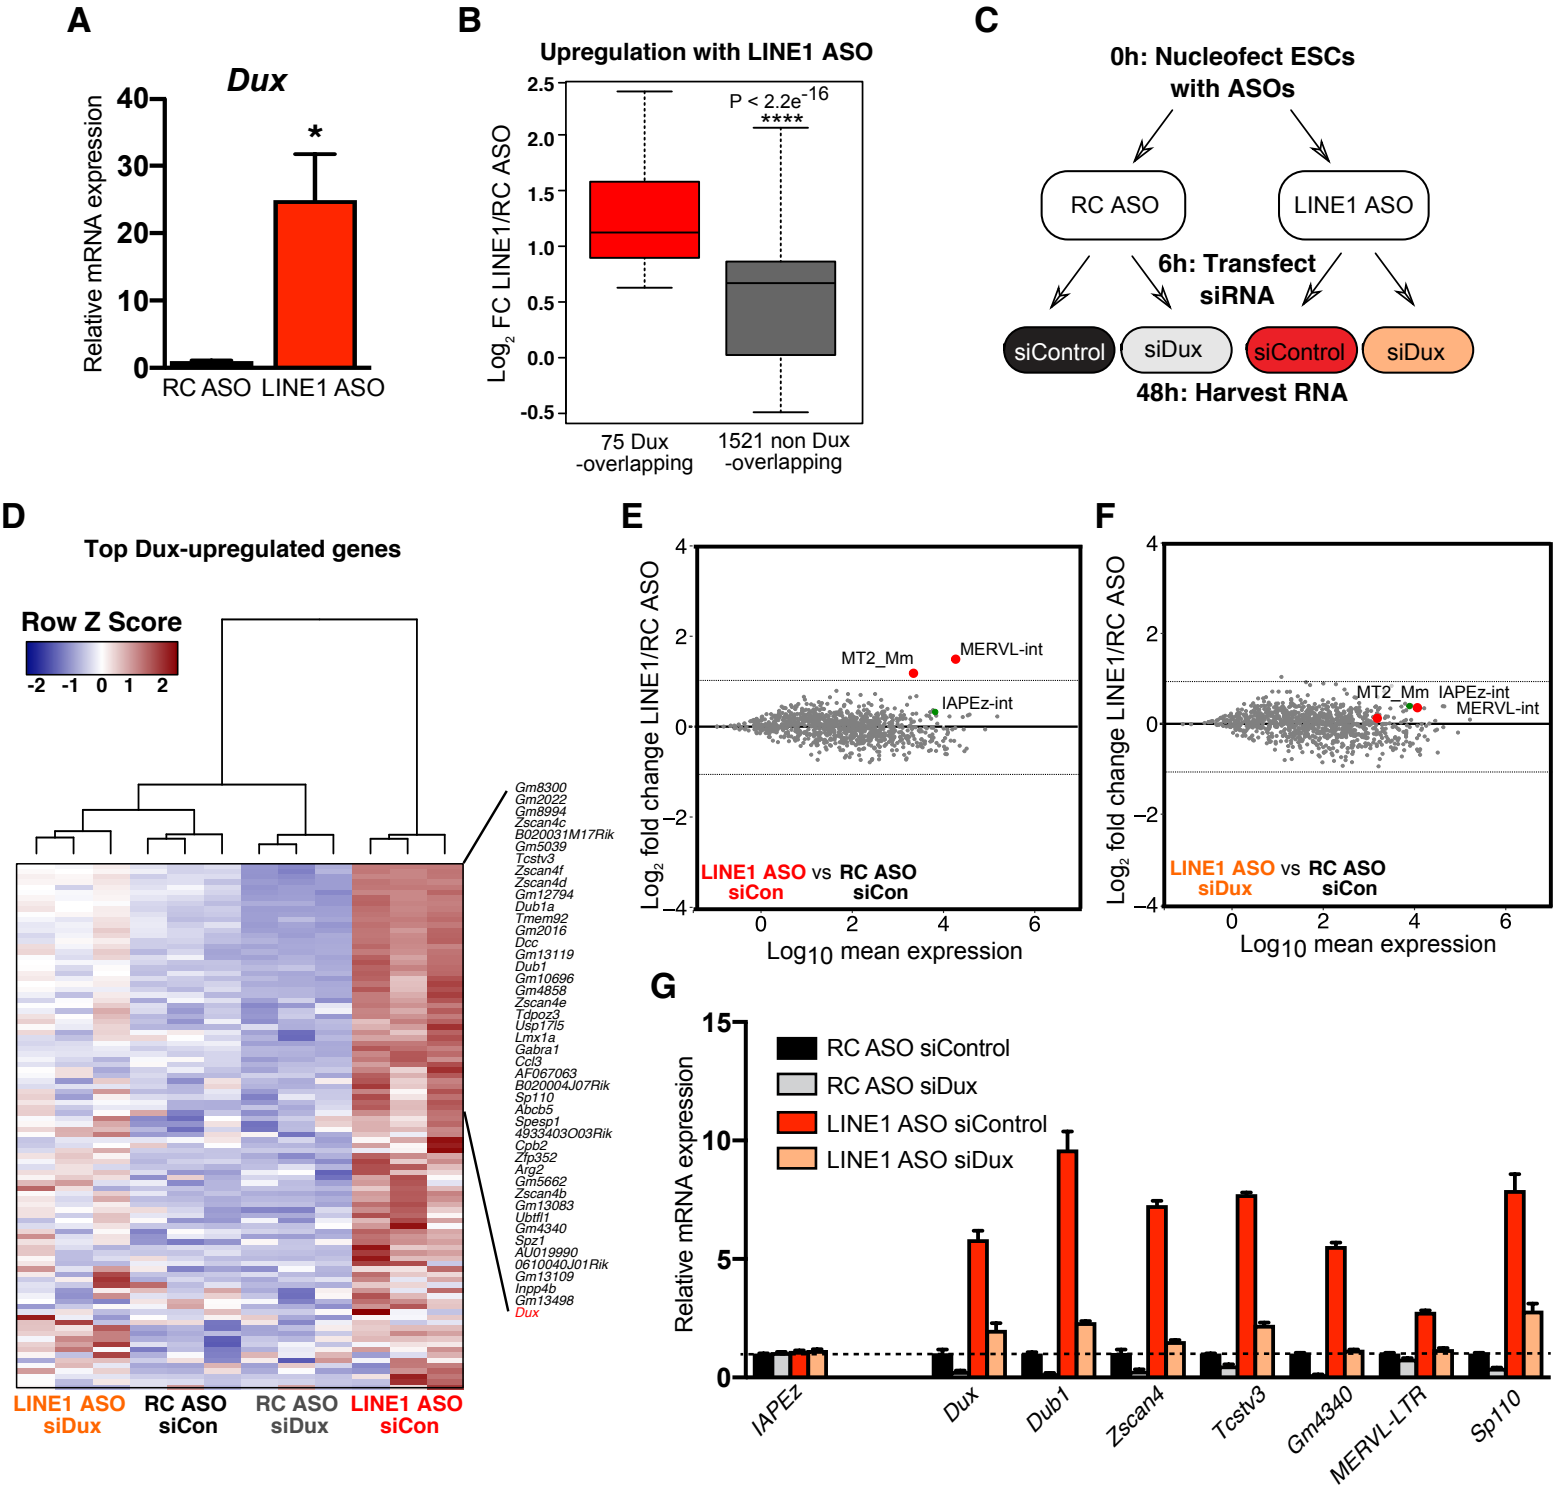 A
Dux
Relative mRNA expression
40
30
20
10
0
*
RC ASO
LINE1 ASO
B
Upregulation with LINE1 ASO
Log2 FC LINE1/RC ASO
2.5
2.0
1.5
1.0
0.5
0.0
-0.5
P < 2.2e-16
****
75 Dux
-overlapping
1521 non Dux
-overlapping
C
0h: Nucleofect ESCs
with ASOs
RC ASO
LINE1 ASO
6h: Transfect
siRNA
siControl
siDux
siControl
siDux
48h: Harvest RNA
D
Top Dux-upregulated genes
Row Z Score
-2 -1 0 1 2
Gm8300
Gm2022
Gm8994
Zscan4c
B020031M17Rik
Gm5039
Tcstv3
Zscan4f
Zscan4d
Gm12794
Dub1a
Tmem92
Gm2016
Dcc
Gm13119
Dub1
Gm10696
Gm4858
Zscan4e
Tdpoz3
Usp17l5
Lmx1a
Gabra1
Ccl3
AF067063
B020004J07Rik
Sp110
Abcb5
Spesp1
4933403O03Rik
Cpb2
Zfp352
Arg2
Gm5662
Zscan4b
Gm13083
Ubtfl1
Gm4340
Spz1
AU019990
0610040J01Rik
Gm13109
Inpp4b
Gm13498
Dux
LINE1 ASO
siDux
RC ASO
siCon
RC ASO
siDux
LINE1 ASO
siCon
E
Log2 fold change LINE1/RC ASO
4
2
0
−2
−4
MT2_Mm
MERVL-int
IAPEz-int
LINE1 ASO vs RC ASO
siCon siCon
0 2 4 6
Log10 mean expression
F
Log2 fold change LINE1/RC ASO
4
2
0
−2
−4
MT2_Mm
IAPEz-int
MERVL-int
LINE1 ASO vs RC ASO
siDux siCon
0 2 4 6
Log10 mean expression
G
Relative mRNA expression
15
10
5
0
RC ASO siControl
RC ASO siDux
LINE1 ASO siControl
LINE1 ASO siDux
IAPEz
Dux
Dub1
Zscan4
Tcstv3
Gm4340
MERVL-LTR
Sp110